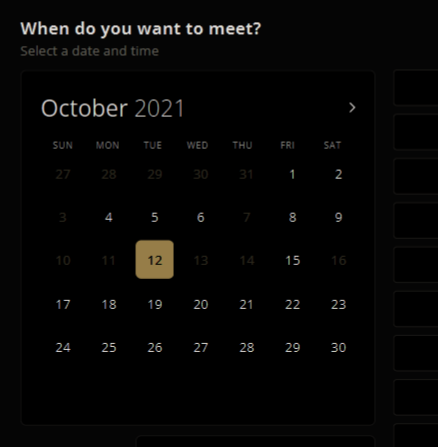 When do you want to meet?
Select a date and time
October 2021 >
SUN MON TUE WED THU FRI SAT
27 28 29 30 31 1 2
3 4 5 6 7 8 9
10 11 12 13 14 15 16
17 18 19 20 21 22 23
24 25 26 27 28 29 30